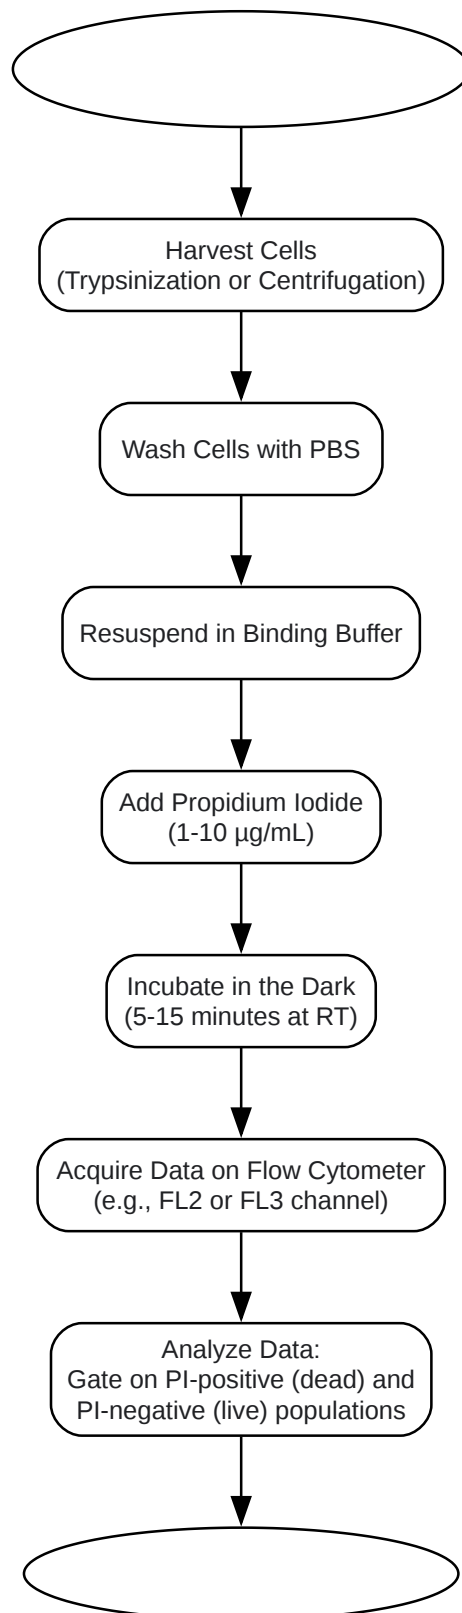 Harvest Cells
(Trypsinization or Centrifugation)
Wash Cells with PBS
Resuspend in Binding Buffer
Add Propidium Iodide
(1-10 µg/mL)
Incubate in the Dark
(5-15 minutes at RT)
Acquire Data on Flow Cytometer
(e.g., FL2 or FL3 channel)
Analyze Data:
Gate on PI-positive (dead) and
PI-negative (live) populations